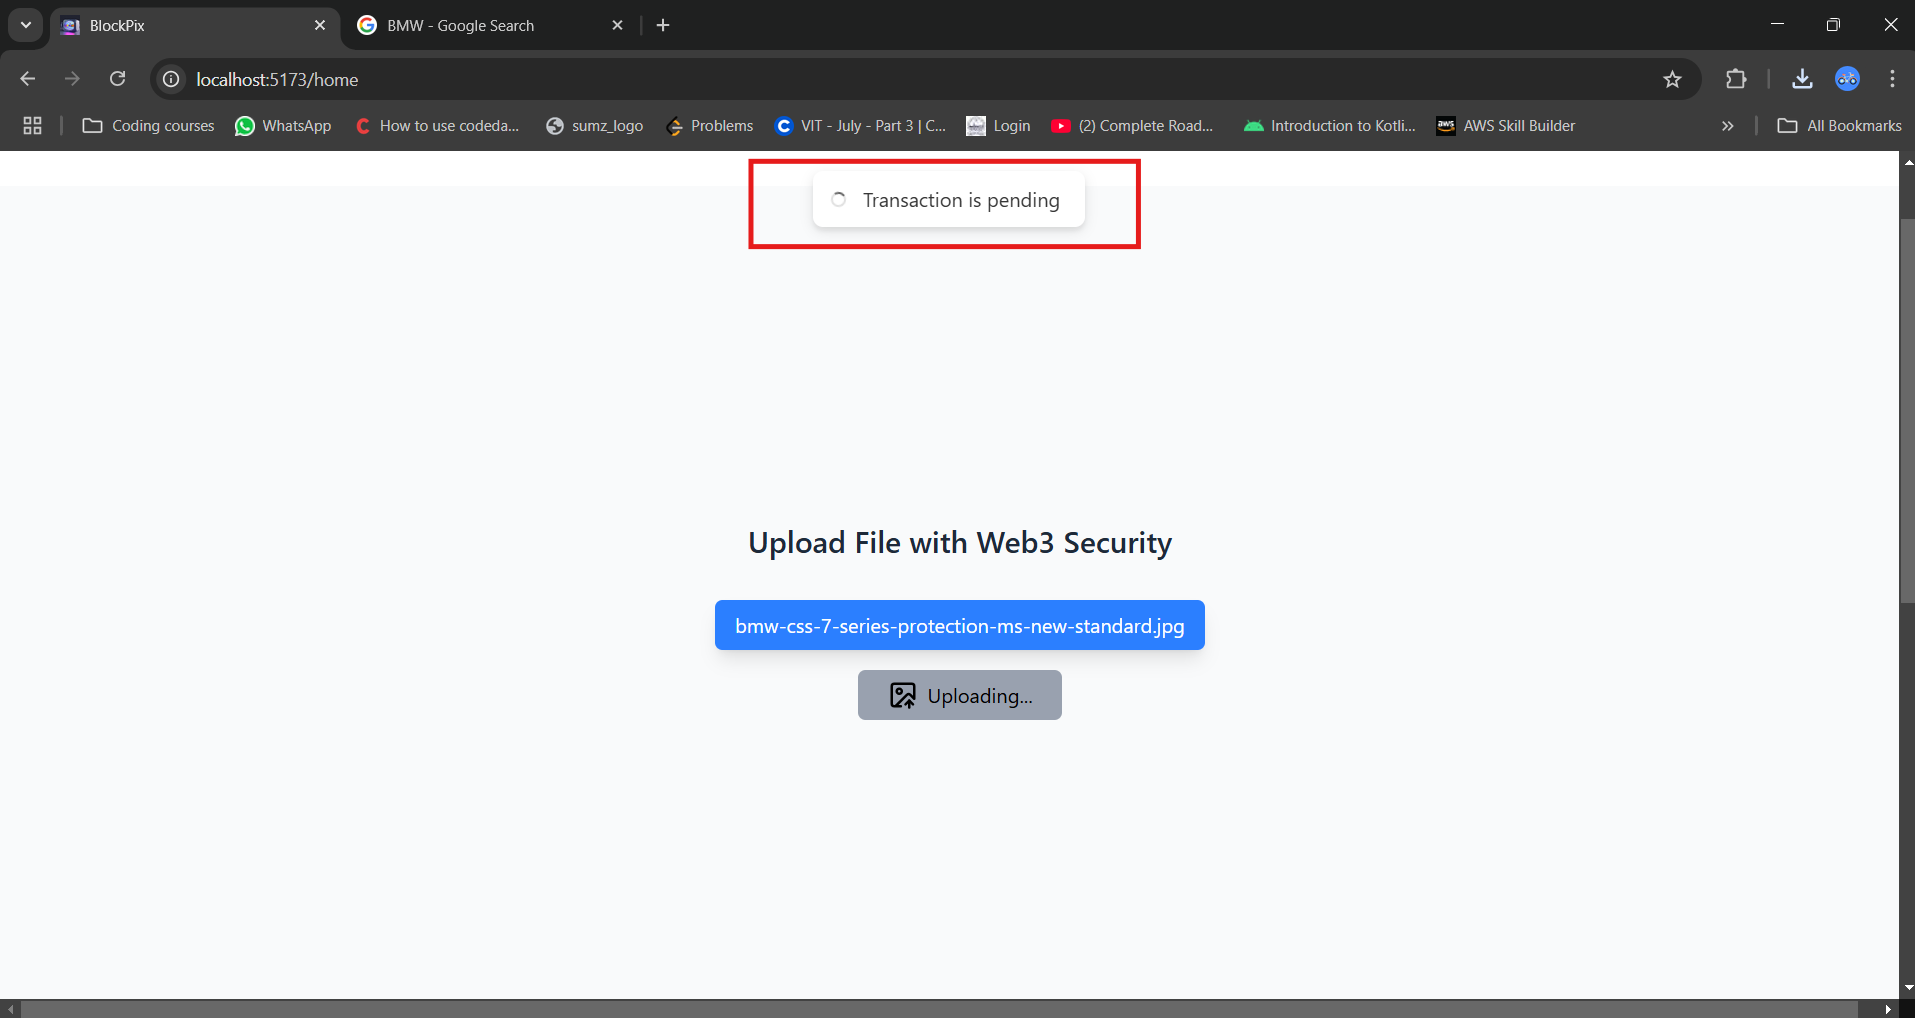 BlockPix
BMW - Google Search
localhost:5173/home
Coding courses
WhatsApp
How to use codeda...
sumz_logo
Problems
VIT - July - Part 3 | C...
Login
(2) Complete Road...
Introduction to Kotli...
aws
AWS Skill Builder
All Bookmarks
Transaction is pending
Upload File with Web3 Security
bmw-css-7-series-protection-ms-new-standard.jpg
Uploading...